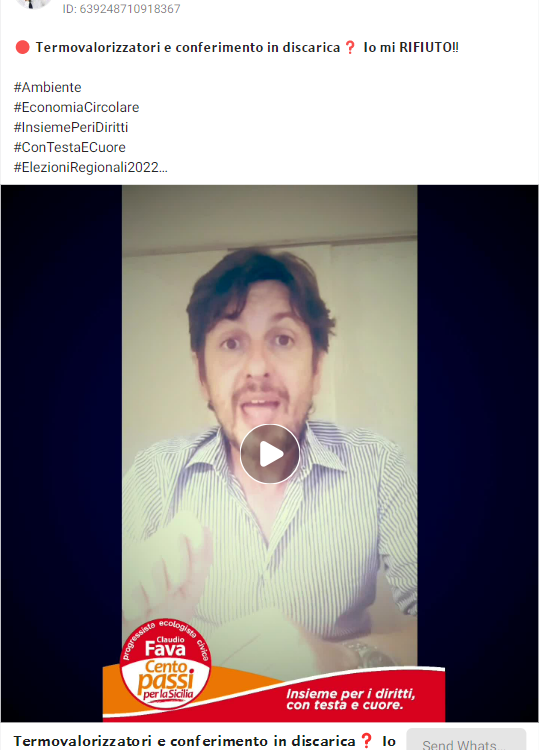 ID: 639248710918367
🔴 Termovalorizzatori e conferimento in discarica❓ Io mi RIFIUTO‼
#Ambiente
#EconomiaCircolare
#InsiemePeriDiritti
#ConTestaECuore
#ElezioniRegionali2022...
progressista ecologista civica
Claudio
Fava
Cento
passi
per la Sicilia
Insieme per i diritti,
con testa e cuore.
Termovalorizzatori e conferimento in discarica❓ Io
Send Whats...